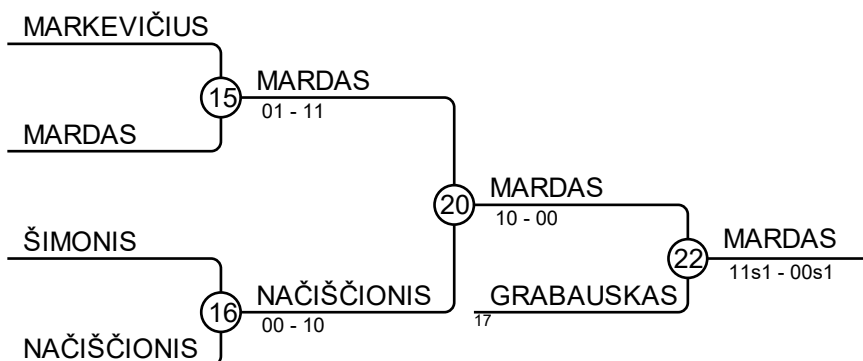 MARKEVIČIUS
15
MARDAS
01 - 11
MARDAS
20
MARDAS
10 - 00
ŠIMONIS
22
MARDAS
11s1 - 00s1
16
NAČIŠČIONIS
00 - 10
GRABAUSKAS
17
NAČIŠČIONIS